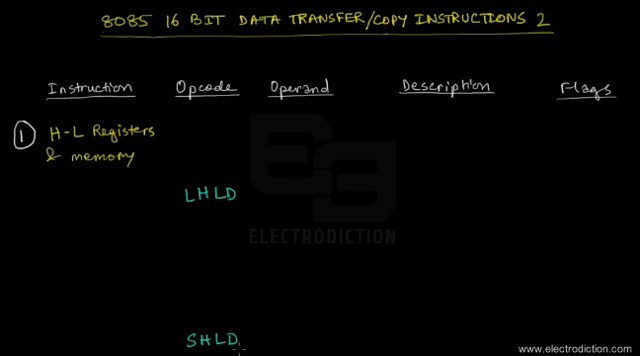 8085 16 BIT DATA TRANSFER/COPY INSTRUCTIONS 2
Instruction Opcode Operand Description Flags
1 H-L Registers
& memory
LHLD
ELECTRODICTION
SHLD
www.electrodiction.com